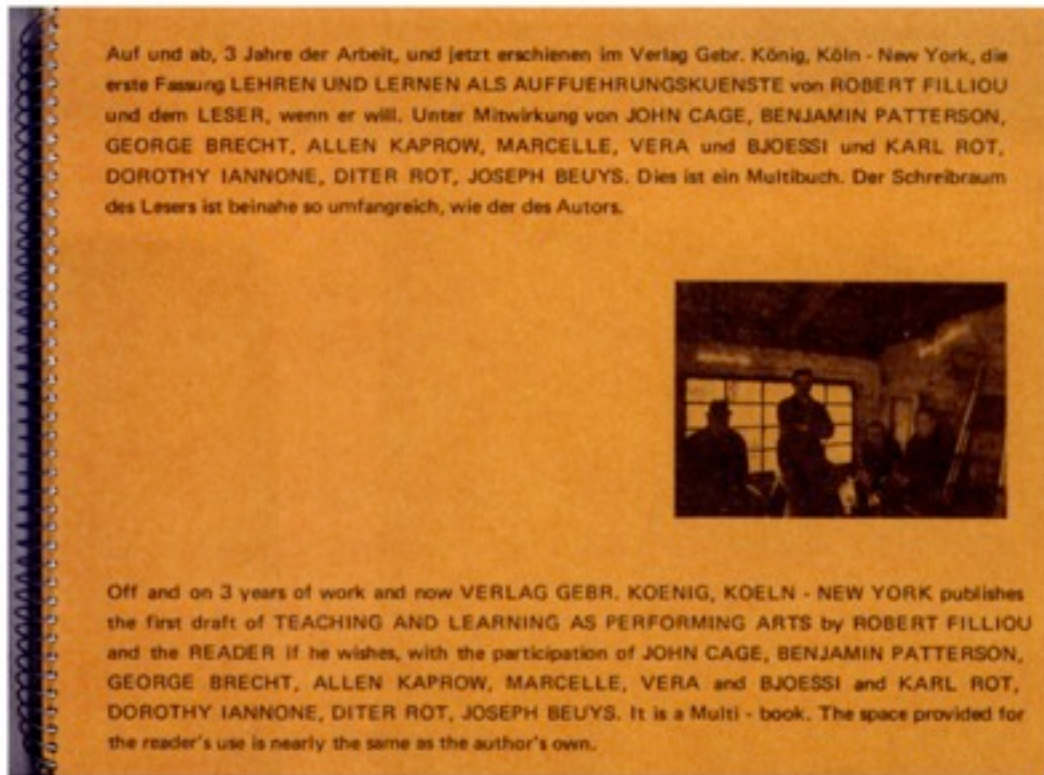 Auf und ab, 3 Jahre der Arbeit, und jetzt erschienen im Verlag Gebr. König, Köln - New York, die
erste Fassung LEHREN UND LERNEN ALS AUFFUEHRUNGSKUENSTE von ROBERT FILLIOU
und dem LESER, wenn er will. Unter Mitwirkung von JOHN CAGE, BENJAMIN PATTERSON,
GEORGE BRECHT, ALLEN KAPROW, MARCELLE, VERA und BJOESSI und KARL ROT,
DOROTHY IANNONE, DITER ROT, JOSEPH BEUYS. Dies ist ein Multibuch. Der Schreibraum
des Lesers ist beinahe so umfangreich, wie der des Autors.
Off and on 3 years of work and now VERLAG GEBR. KOENIG, KOELN - NEW YORK publishes
the first draft of TEACHING AND LEARNING AS PERFORMING ARTS by ROBERT FILLIOU
and the READER if he wishes, with the participation of JOHN CAGE, BENJAMIN PATTERSON,
GEORGE BRECHT, ALLEN KAPROW, MARCELLE, VERA and BJOESSI and KARL ROT,
DOROTHY IANNONE, DITER ROT, JOSEPH BEUYS. It is a Multi - book. The space provided for
the reader's use is nearly the same as the author's own.